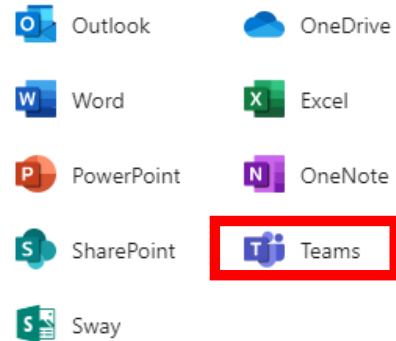 Outlook OneDrive
Word Excel
PowerPoint OneNote
SharePoint Teams
Sway